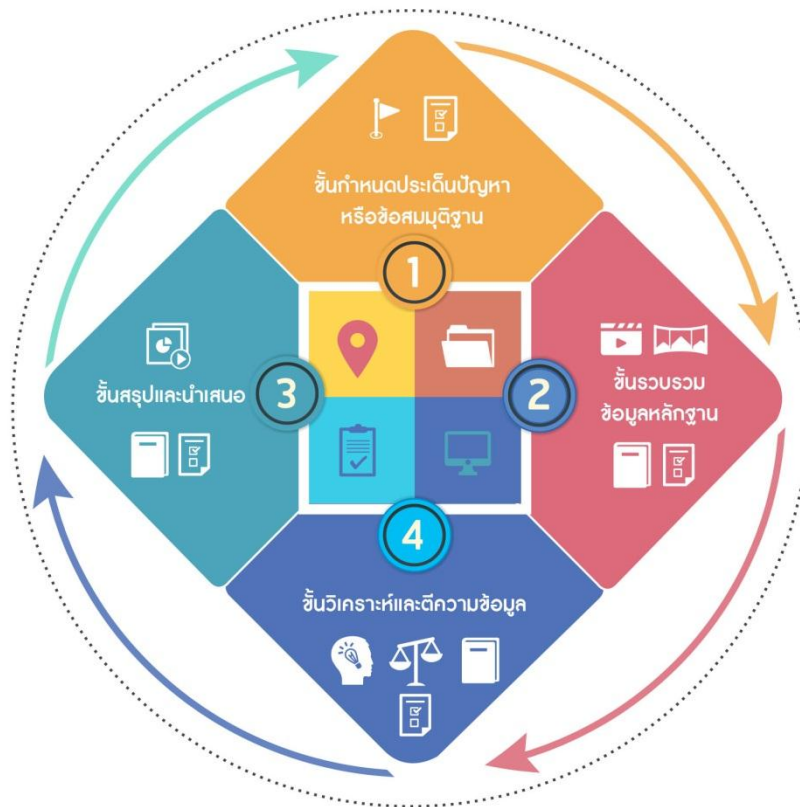 ขั้นกำหนดประเด็นปัญหา
หรือข้อสมมุติฐาน
1
ขั้นรวบรวม
ข้อมูลหลักฐาน
2
ขั้นสรุปและนำเสนอ
3
4
ขั้นวิเคราะห์และตีความข้อมูล